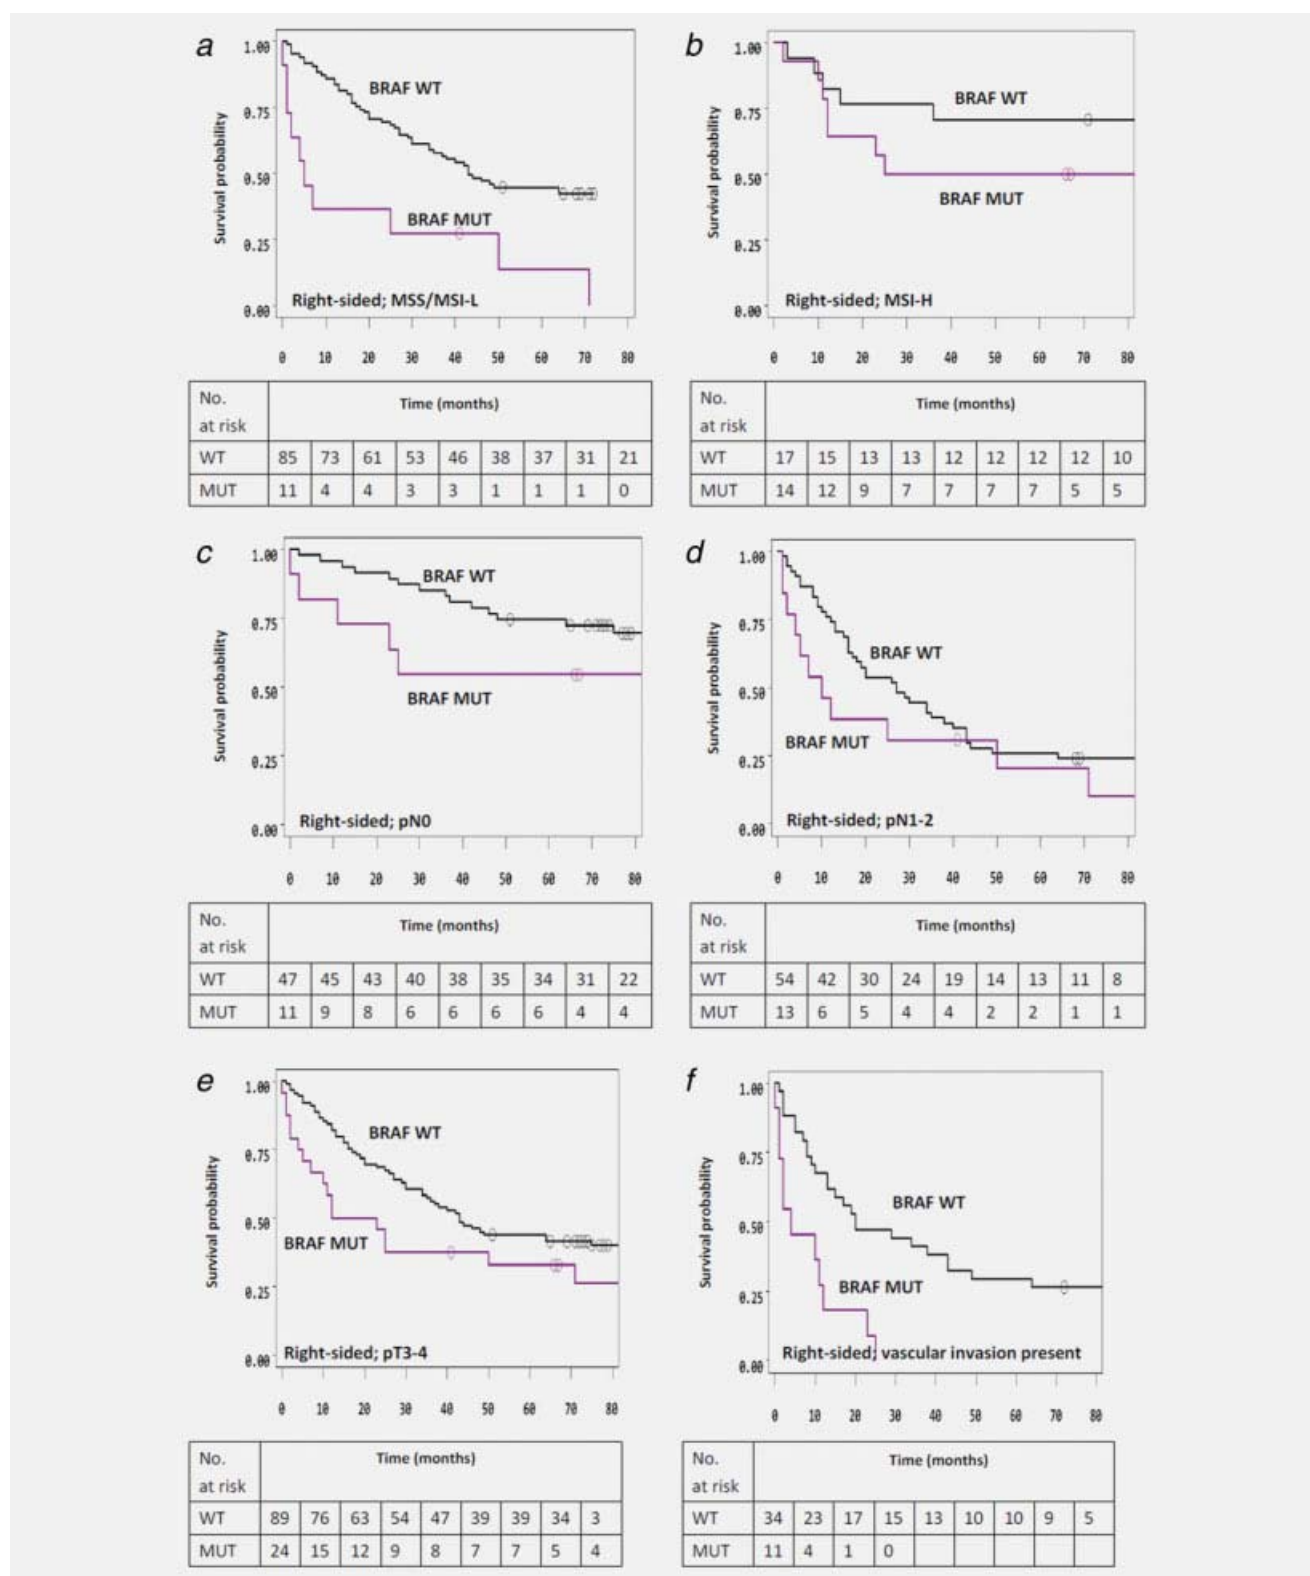 a
1.00
0.75
0.50
0.25
0.00
Survival probability
BRAF WT
BRAF MUT
Right-sided; MSS/MSI-L
0 10 20 30 40 50 60 70 80
No. at risk
Time (months)
WT 85 73 61 53 46 38 37 31 21
MUT 11 4 4 3 3 1 1 1 0
b
1.00
0.75
0.50
0.25
0.00
Survival probability
BRAF WT
BRAF MUT
Right-sided; MSI-H
0 10 20 30 40 50 60 70 80
No. at risk
Time (months)
WT 17 15 13 13 12 12 12 12 10
MUT 14 12 9 7 7 7 7 5 5
c
1.00
0.75
0.50
0.25
0.00
Survival probability
BRAF WT
BRAF MUT
Right-sided; pN0
0 10 20 30 40 50 60 70 80
No. at risk
Time (months)
WT 47 45 43 40 38 35 34 31 22
MUT 11 9 8 6 6 6 6 4 4
d
1.00
0.75
0.50
0.25
0.00
Survival probability
BRAF WT
BRAF MUT
Right-sided; pN1-2
0 10 20 30 40 50 60 70 80
No. at risk
Time (months)
WT 54 42 30 24 19 14 13 11 8
MUT 13 6 5 4 4 2 2 1 1
e
1.00
0.75
0.50
0.25
0.00
Survival probability
BRAF WT
BRAF MUT
Right-sided; pT3-4
0 10 20 30 40 50 60 70 80
No. at risk
Time (months)
WT 89 76 63 54 47 39 39 34 3
MUT 24 15 12 9 8 7 7 5 4
f
1.00
0.75
0.50
0.25
0.00
Survival probability
BRAF WT
BRAF MUT
Right-sided; vascular invasion present
0 10 20 30 40 50 60 70 80
No. at risk
Time (months)
WT 34 23 17 15 13 10 10 9 5
MUT 11 4 1 0